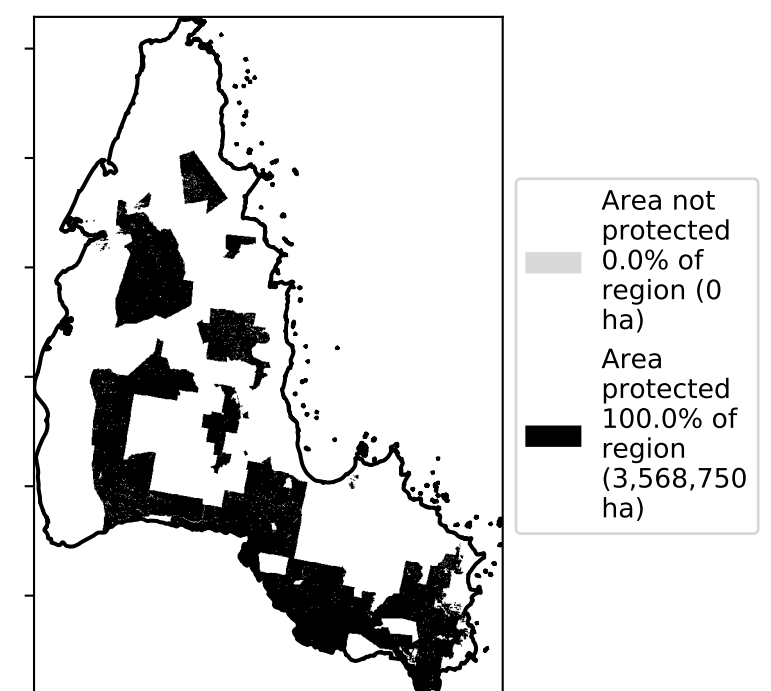 Area not
protected
0.0% of
region (0
ha)
Area
protected
100.0% of
region
(3,568,750
ha)